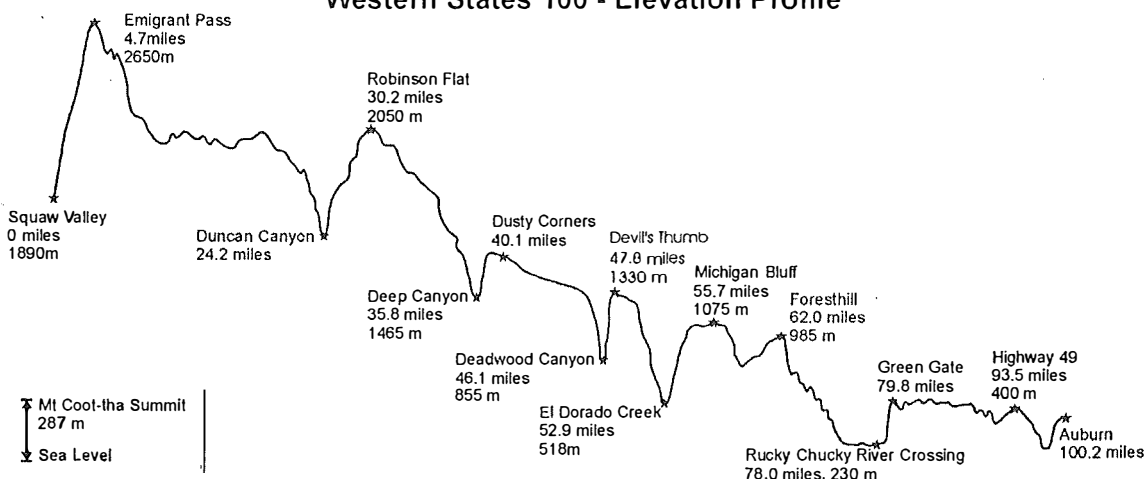 Western States 100 - Elevation Profile
Emigrant Pass
4.7miles
2650m
Robinson Flat
30.2 miles
2050 m
Squaw Valley
0 miles
1890m
Duncan Canyon
24.2 miles
Dusty Corners
40.1 miles
Devil's Thumb
47.8 miles
1330 m
Michigan Bluff
55.7 miles
1075 m
Foresthill
62.0 miles
985 m
Deep Canyon
35.8 miles
1465 m
Deadwood Canyon
46.1 miles
855 m
El Dorado Creek
52.9 miles
518m
Green Gate
79.8 miles
Highway 49
93.5 miles
400 m
Auburn
100.2 miles
Rucky Chucky River Crossing
78.0 miles, 230 m
Mt Coot-tha Summit
287 m
Sea Level